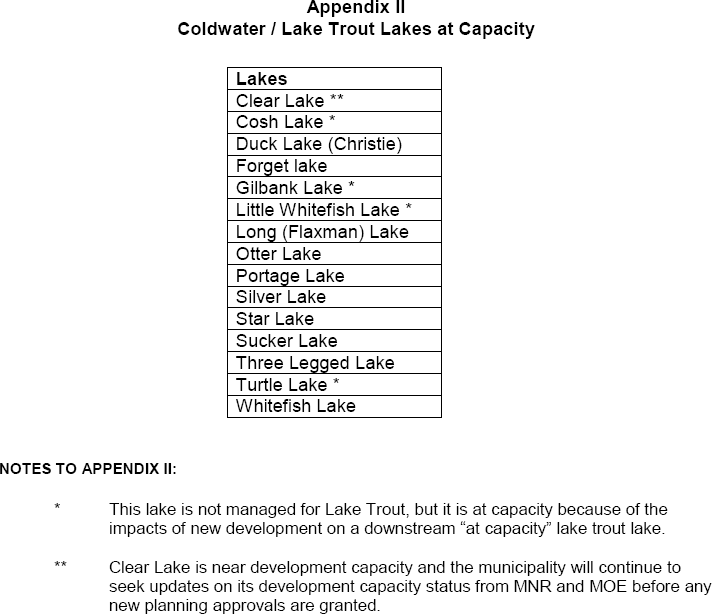 Appendix II
Coldwater / Lake Trout Lakes at Capacity
Lakes
Clear Lake **
Cosh Lake *
Duck Lake (Christie)
Forget lake
Gilbank Lake *
Little Whitefish Lake *
Long (Flaxman) Lake
Otter Lake
Portage Lake
Silver Lake
Star Lake
Sucker Lake
Three Legged Lake
Turtle Lake *
Whitefish Lake
NOTES TO APPENDIX II:
* This lake is not managed for Lake Trout, but it is at capacity because of the
impacts of new development on a downstream “at capacity” lake trout lake.
** Clear Lake is near development capacity and the municipality will continue to
seek updates on its development capacity status from MNR and MOE before any
new planning approvals are granted.